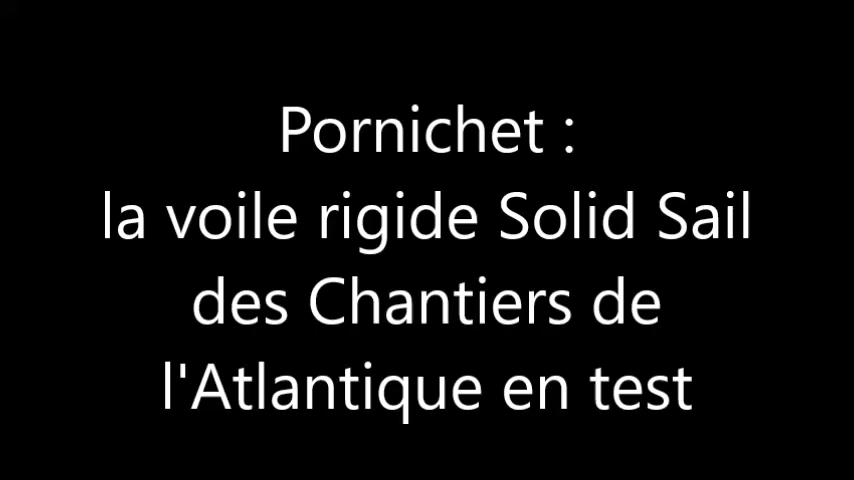 Pornichet :
la voile rigide Solid Sail
des Chantiers de
l'Atlantique en test